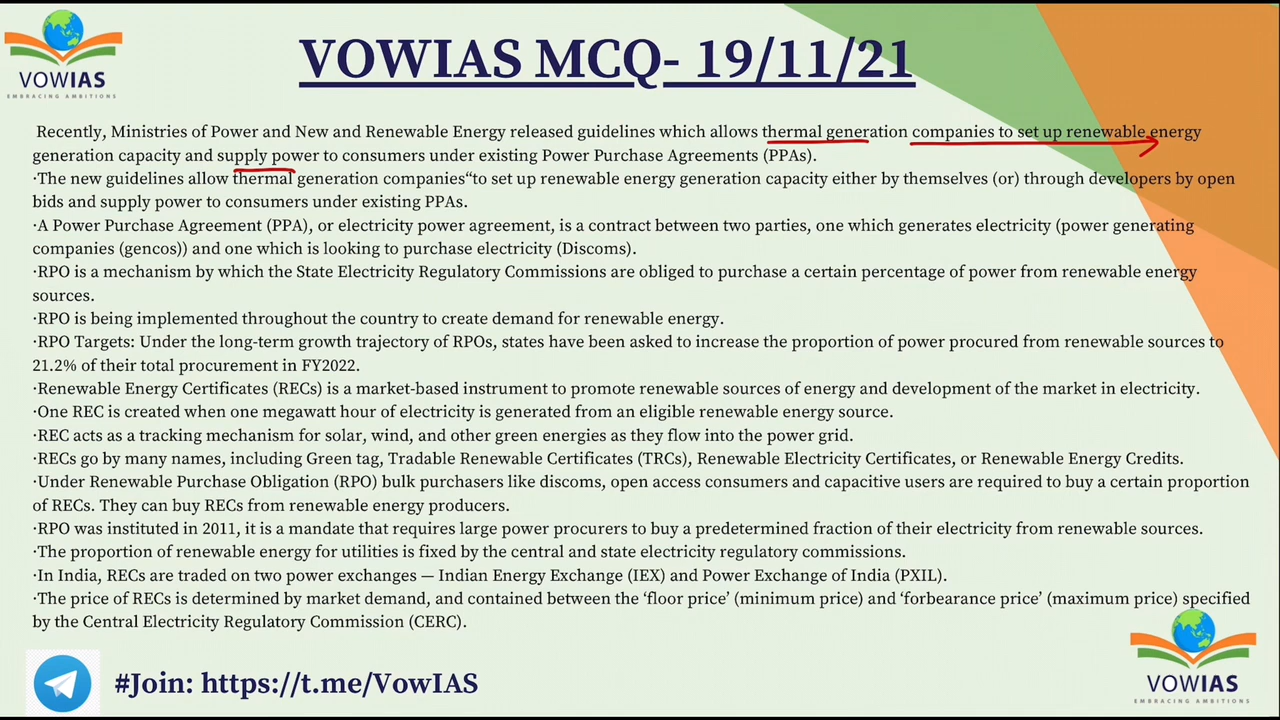 VOWIAS
EMBRACING AMBITIONS
VOWIAS MCQ- 19/11/21
Recently, Ministries of Power and New and Renewable Energy released guidelines which allows thermal generation companies to set up renewable energy
generation capacity and supply power to consumers under existing Power Purchase Agreements (PPAs).
·The new guidelines allow thermal generation companies“to set up renewable energy generation capacity either by themselves (or) through developers by open
bids and supply power to consumers under existing PPAs.
·A Power Purchase Agreement (PPA), or electricity power agreement, is a contract between two parties, one which generates electricity (power generating
companies (gencos)) and one which is looking to purchase electricity (Discoms).
·RPO is a mechanism by which the State Electricity Regulatory Commissions are obliged to purchase a certain percentage of power from renewable energy
sources.
·RPO is being implemented throughout the country to create demand for renewable energy.
·RPO Targets: Under the long-term growth trajectory of RPOs, states have been asked to increase the proportion of power procured from renewable sources to
21.2% of their total procurement in FY2022.
·Renewable Energy Certificates (RECs) is a market-based instrument to promote renewable sources of energy and development of the market in electricity.
·One REC is created when one megawatt hour of electricity is generated from an eligible renewable energy source.
·REC acts as a tracking mechanism for solar, wind, and other green energies as they flow into the power grid.
·RECs go by many names, including Green tag, Tradable Renewable Certificates (TRCs), Renewable Electricity Certificates, or Renewable Energy Credits.
·Under Renewable Purchase Obligation (RPO) bulk purchasers like discoms, open access consumers and capacitive users are required to buy a certain proportion
of RECs. They can buy RECs from renewable energy producers.
·RPO was instituted in 2011, it is a mandate that requires large power procurers to buy a predetermined fraction of their electricity from renewable sources.
·The proportion of renewable energy for utilities is fixed by the central and state electricity regulatory commissions.
·In India, RECs are traded on two power exchanges — Indian Energy Exchange (IEX) and Power Exchange of India (PXIL).
·The price of RECs is determined by market demand, and contained between the ‘floor price’ (minimum price) and ‘forbearance price’ (maximum price) specified
by the Central Electricity Regulatory Commission (CERC).
#Join: https://t.me/VowIAS
VOWIAS
EMBRACING AMBITIONS